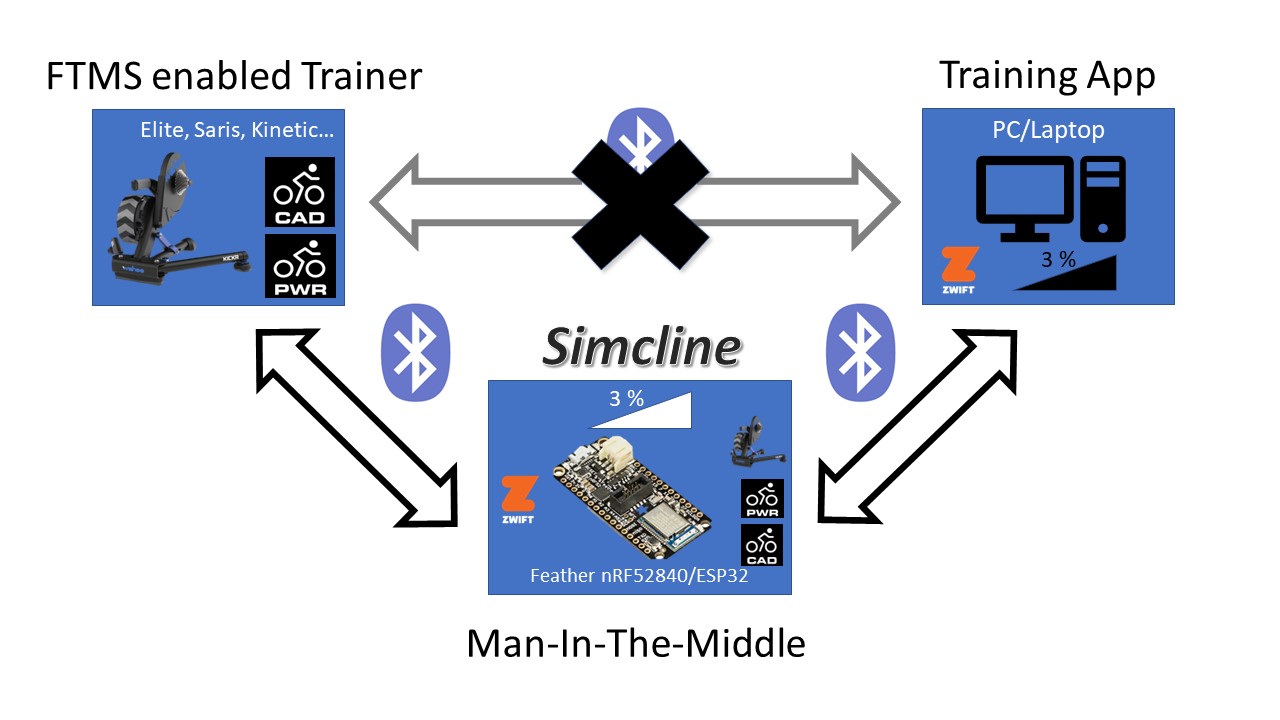 FTMS enabled Trainer
Elite, Saris, Kinetic...
CAD
PWR
KICKR
Training App
PC/Laptop
3 %
ZWIFT
Simcline
3 %
ZWIFT
PWR
CAD
Feather nRF52840/ESP32
Man-In-The-Middle